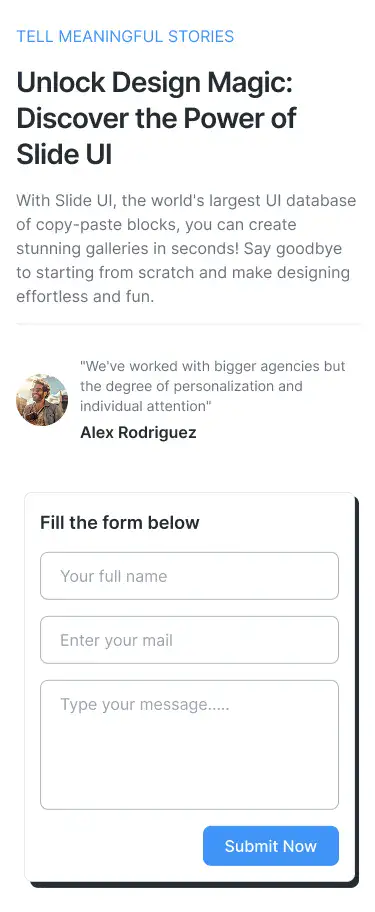 TELL MEANINGFUL STORIES
Unlock Design Magic:
Discover the Power of
Slide UI
With Slide UI, the world's largest UI database
of copy-paste blocks, you can create
stunning galleries in seconds! Say goodbye
to starting from scratch and make designing
effortless and fun.
"We've worked with bigger agencies but
the degree of personalization and
individual attention"
Alex Rodriguez
Fill the form below
Your full name
Enter your mail
Type your message.....
Submit Now